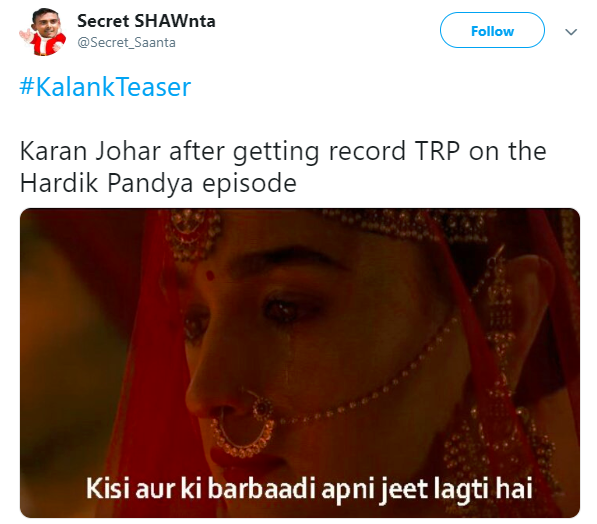 Secret SHAWnta
@Secret_Saanta
Follow
#KalankTeaser
Karan Johar after getting record TRP on the
Hardik Pandya episode
Kisi aur ki barbaadi apni jeet lagti hai